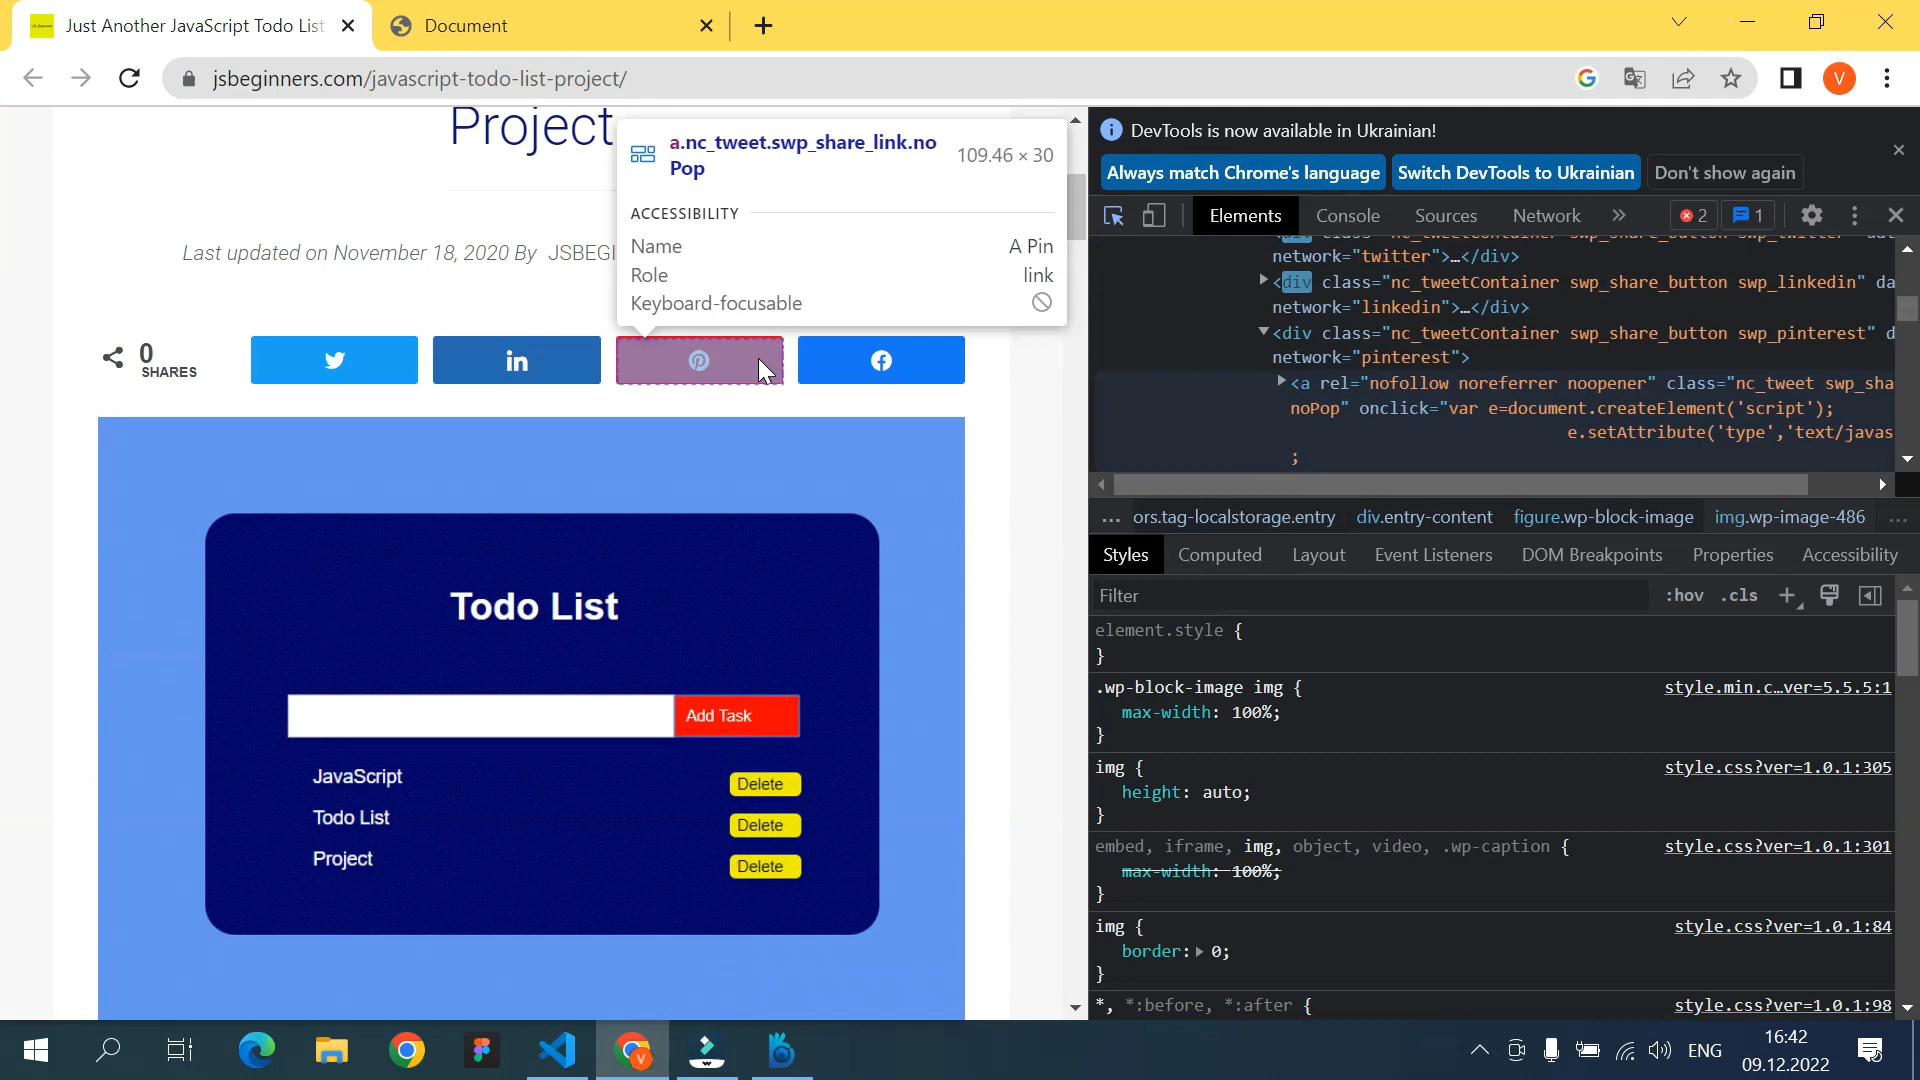 Just Another JavaScript Todo List
Document
jsbeginners.com/javascript-todo-list-project/
V
Project
a.nc_tweet.swp_share_link.no
Pop
109.46 × 30
ACCESSIBILITY
Name A Pin
Role link
Keyboard-focusable
Last updated on November 18, 2020 By JSBEGI
0
SHARES
Todo List
Add Task
JavaScript Delete
Todo List Delete
Project Delete
DevTools is now available in Ukrainian!
Always match Chrome's language
Switch DevTools to Ukrainian
Don't show again
Elements Console Sources Network » 2 1
network="twitter">…</div>
<div class="nc_tweetContainer swp_share_button swp_linkedin" da
network="linkedin">…</div>
<div class="nc_tweetContainer swp_share_button swp_pinterest" d
network="pinterest">
<a rel="nofollow noreferrer noopener" class="nc_tweet swp_sha
noPop" onclick="var e=document.createElement('script');
e.setAttribute('type','text/javas
;
... ors.tag-localstorage.entry div.entry-content figure.wp-block-image img.wp-image-486 ...
Styles Computed Layout Event Listeners DOM Breakpoints Properties Accessibility
Filter :hov .cls
element.style {
}
.wp-block-image img { style.min.c…ver=5.5.5:1
max-width: 100%;
}
img { style.css?ver=1.0.1:305
height: auto;
}
embed, iframe, img, object, video, .wp-caption { style.css?ver=1.0.1:301
max-width: 100%;
}
img { style.css?ver=1.0.1:84
border: 0;
}
*, *:before, *:after { style.css?ver=1.0.1:98
V
ENG
16:42
09.12.2022